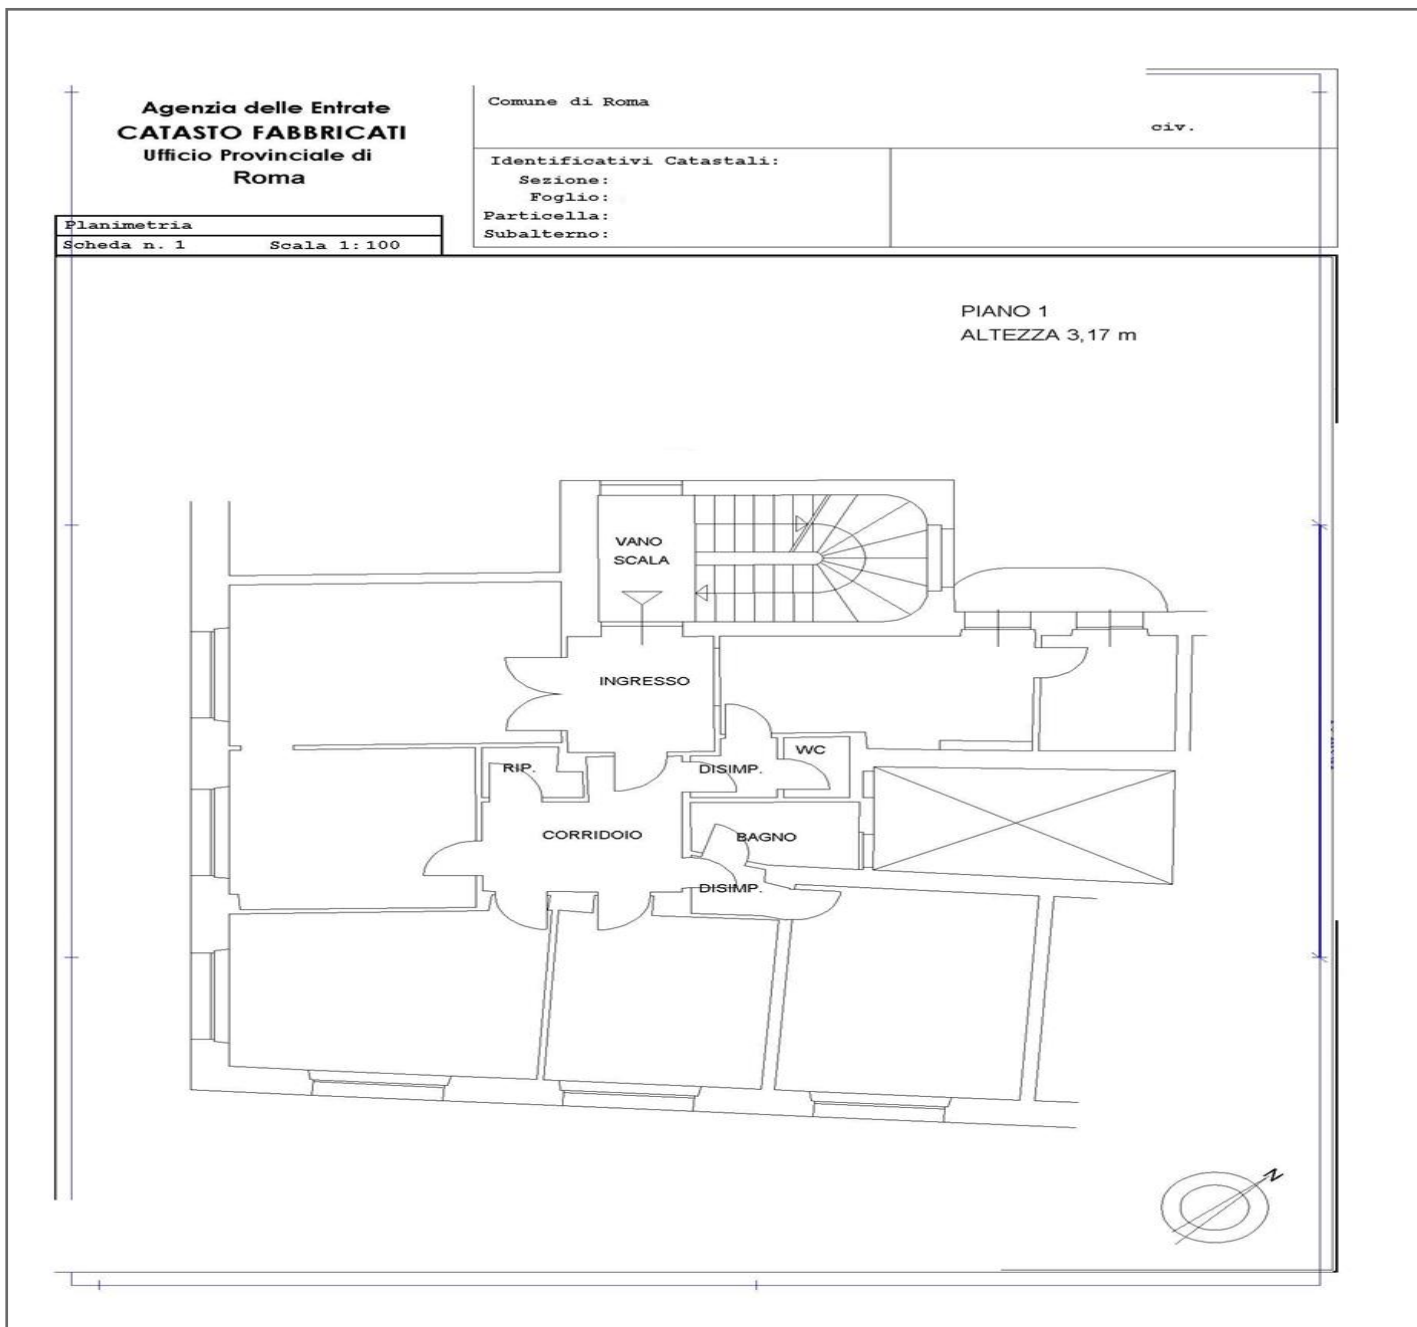 Agenzia delle Entrate
CATASTO FABBRICATI
Ufficio Provinciale di
Roma
Comune di Roma
civ.
Identificativi Catastali:
Sezione:
Foglio:
Particella:
Subalterno:
Planimetria
Scheda n. 1 Scala 1:100
PIANO 1
ALTEZZA 3,17 m
VANO
SCALA
INGRESSO
WC
RIP.
DISIMP.
CORRIDOIO
BAGNO
DISIMP.
N